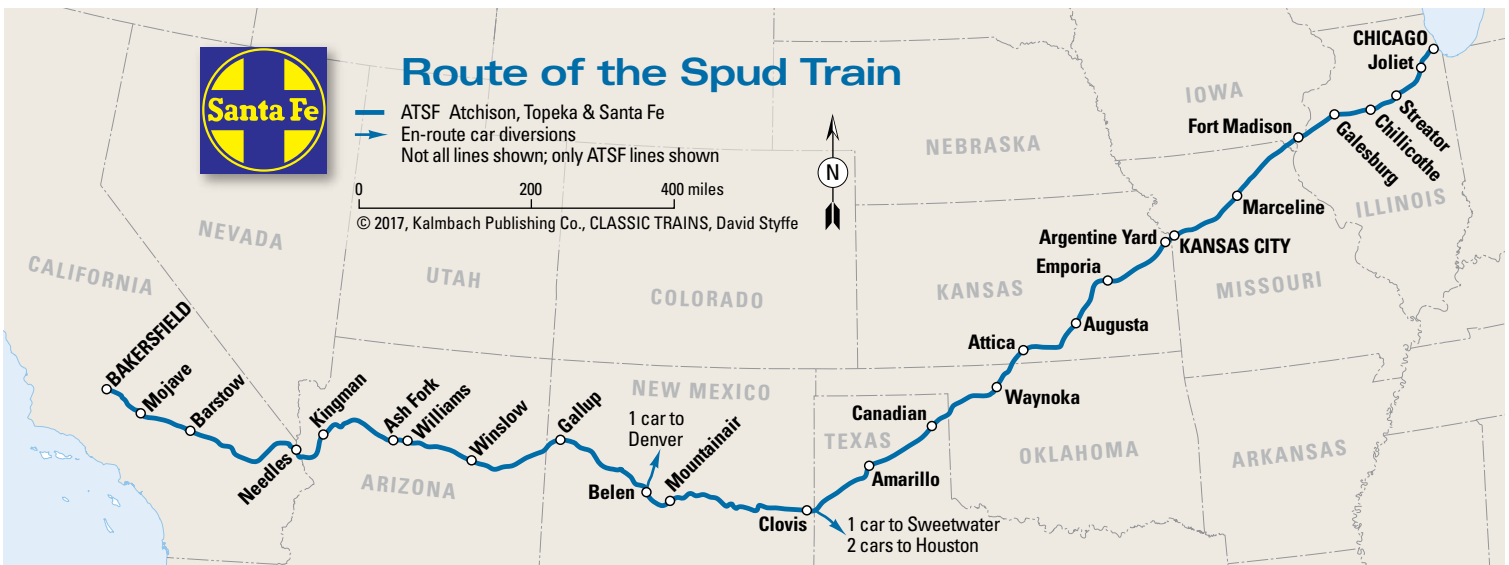 Route of the Spud Train
Santa Fe
ATSF Atchison, Topeka & Santa Fe
En-route car diversions
Not all lines shown; only ATSF lines shown
0 200 400 miles
© 2017, Kalmbach Publishing Co., CLASSIC TRAINS, David Styffe
N
CHICAGO
Joliet
Streator
Chillicothe
Galesburg
Fort Madison
Marceline
KANSAS CITY
Argentine Yard
Emporia
Augusta
Attica
Waynoka
Canadian
Amarillo
Clovis
1 car to Sweetwater
2 cars to Houston
Mountainair
Belen
1 car to
Denver
Gallup
Winslow
Williams
Ash Fork
Kingman
Needles
Barstow
Mojave
BAKERSFIELD
CALIFORNIA
NEVADA
UTAH
ARIZONA
COLORADO
NEW MEXICO
TEXAS
OKLAHOMA
KANSAS
NEBRASKA
IOWA
MISSOURI
ARKANSAS
ILLINOIS